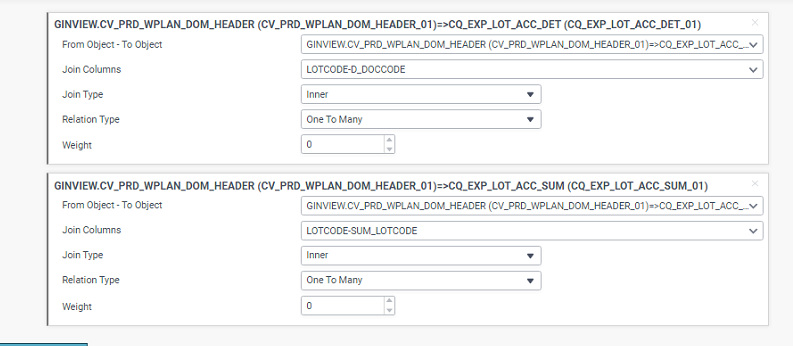 GINVIEW.CV_PRD_WPLAN_DOM_HEADER (CV_PRD_WPLAN_DOM_HEADER_01)=>CQ_EXP_LOT_ACC_DET (CQ_EXP_LOT_ACC_DET_01)
From Object - To Object GINVIEW.CV_PRD_WPLAN_DOM_HEADER (CV_PRD_WPLAN_DOM_HEADER_01)=>CQ_EXP_LOT_ACC_...
Join Columns LOTCODE-D_DOCCODE
Join Type Inner
Relation Type One To Many
Weight 0
GINVIEW.CV_PRD_WPLAN_DOM_HEADER (CV_PRD_WPLAN_DOM_HEADER_01)=>CQ_EXP_LOT_ACC_SUM (CQ_EXP_LOT_ACC_SUM_01)
From Object - To Object GINVIEW.CV_PRD_WPLAN_DOM_HEADER (CV_PRD_WPLAN_DOM_HEADER_01)=>CQ_EXP_LOT_ACC_...
Join Columns LOTCODE-SUM_LOTCODE
Join Type Inner
Relation Type One To Many
Weight 0